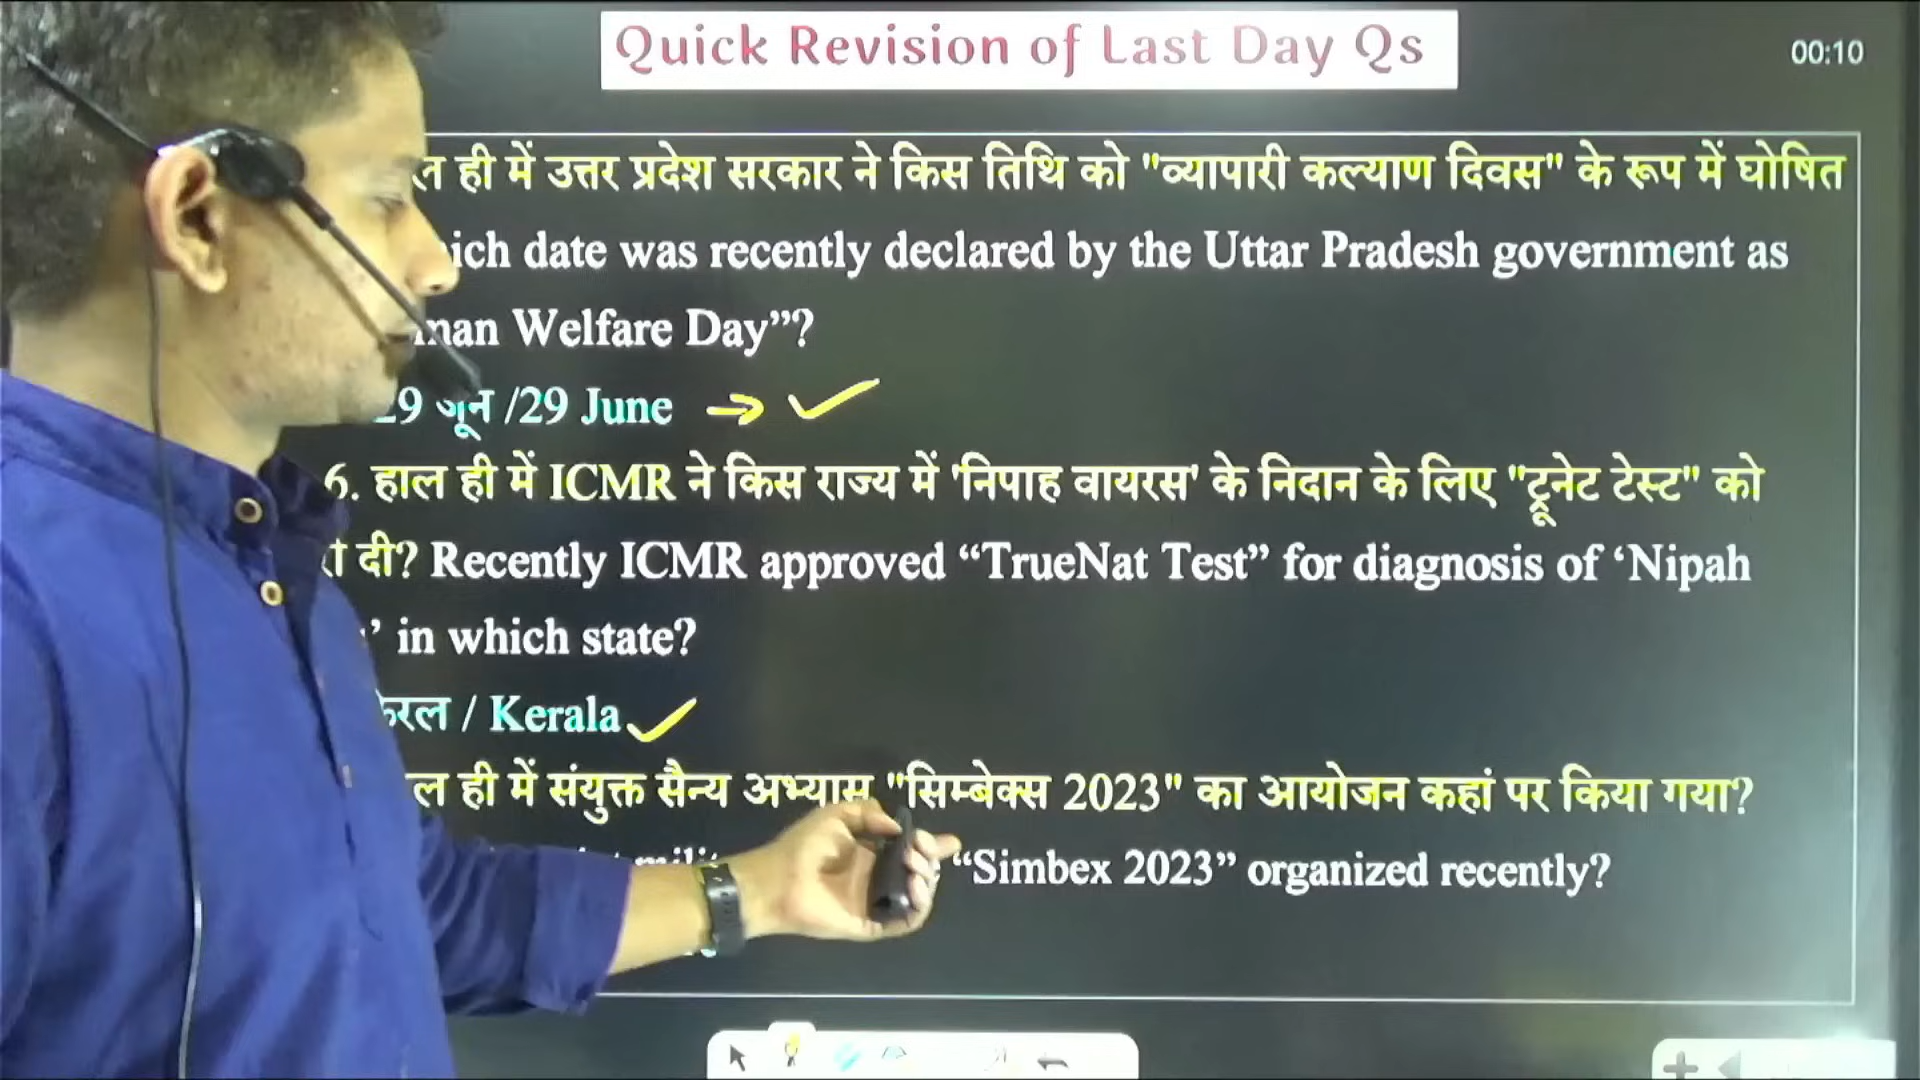 Quick Revision of Last Day Qs
00:10
ही में उत्तर प्रदेश सरकार ने किस तिथि को "व्यापारी कल्याण दिवस" के रूप में घोषित
date was recently declared by the Uttar Pradesh government as
Welfare Day”?
29 जून /29 June
6. हाल ही में ICMR ने किस राज्य में 'निपाह वायरस' के निदान के लिए "ट्रूनेट टेस्ट" को
दी? Recently ICMR approved “TrueNat Test” for diagnosis of ‘Nipah
’ in which state?
केरल / Kerala
ही में संयुक्त सैन्य अभ्यास "सिम्बेक्स 2023" का आयोजन कहां पर किया गया?
“Simbex 2023” organized recently?